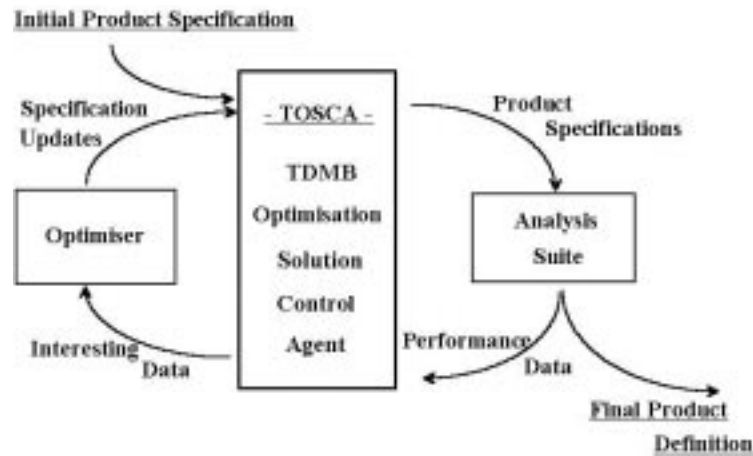 Initial Product Specification
Specification
Updates
- TOSCA -
TDMB
Optimisation
Solution
Control
Agent
Product
Specifications
Optimiser
Analysis
Suite
Interesting
Data
Performance
Data
Final Product
Definition